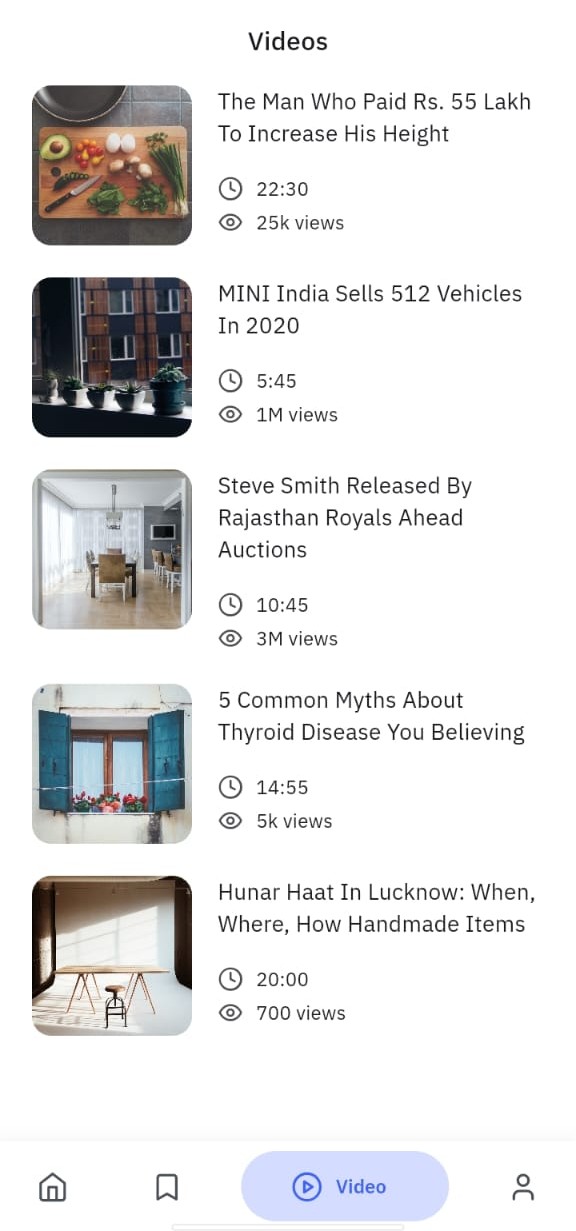 Videos
The Man Who Paid Rs. 55 Lakh
To Increase His Height
22:30
25k views
MINI India Sells 512 Vehicles
In 2020
5:45
1M views
Steve Smith Released By
Rajasthan Royals Ahead
Auctions
10:45
3M views
5 Common Myths About
Thyroid Disease You Believing
14:55
5k views
Hunar Haat In Lucknow: When,
Where, How Handmade Items
20:00
700 views
Video